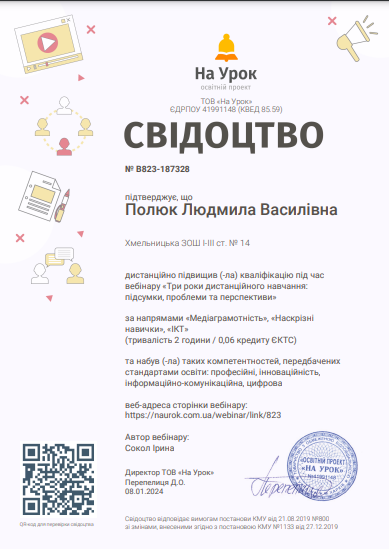 На Урок
освітній проект
ТОВ «На Урок»
ЄДРПОУ 41991148 (КВЕД 85.59)
СВІДОЦТВО
№ В823-187328
підтверджує, що
Полюк Людмила Василівна
Хмельницька ЗОШ І-ІІІ ст. № 14
дистанційно підвищив (-ла) кваліфікацію під час
вебінару «Три роки дистанційного навчання:
підсумки, проблеми та перспективи»
за напрямами «Медіаграмотність», «Наскрізні
навички», «ІКТ»
(тривалість 2 години / 0,06 кредиту ЄКТС)
та набув (-ла) таких компетентностей, передбачених
стандартами освіти: професійні, інноваційність,
інформаційно-комунікаційна, цифрова
веб-адреса сторінки вебінару:
https://naurok.com.ua/webinar/link/823
Автор вебінару:
Сокол Ірина
Директор ТОВ «На Урок»
Перепелиця Д.О.
08.01.2024
ОСВІТНІЙ ПРОЕКТ
«НА УРОК»
№41991148
QR-код для перевірки свідоцтва
Свідоцтво відповідає вимогам постанови КМУ від 21.08.2019 №800
зі змінами, внесеними згідно з постановою КМУ №1133 від 27.12.2019